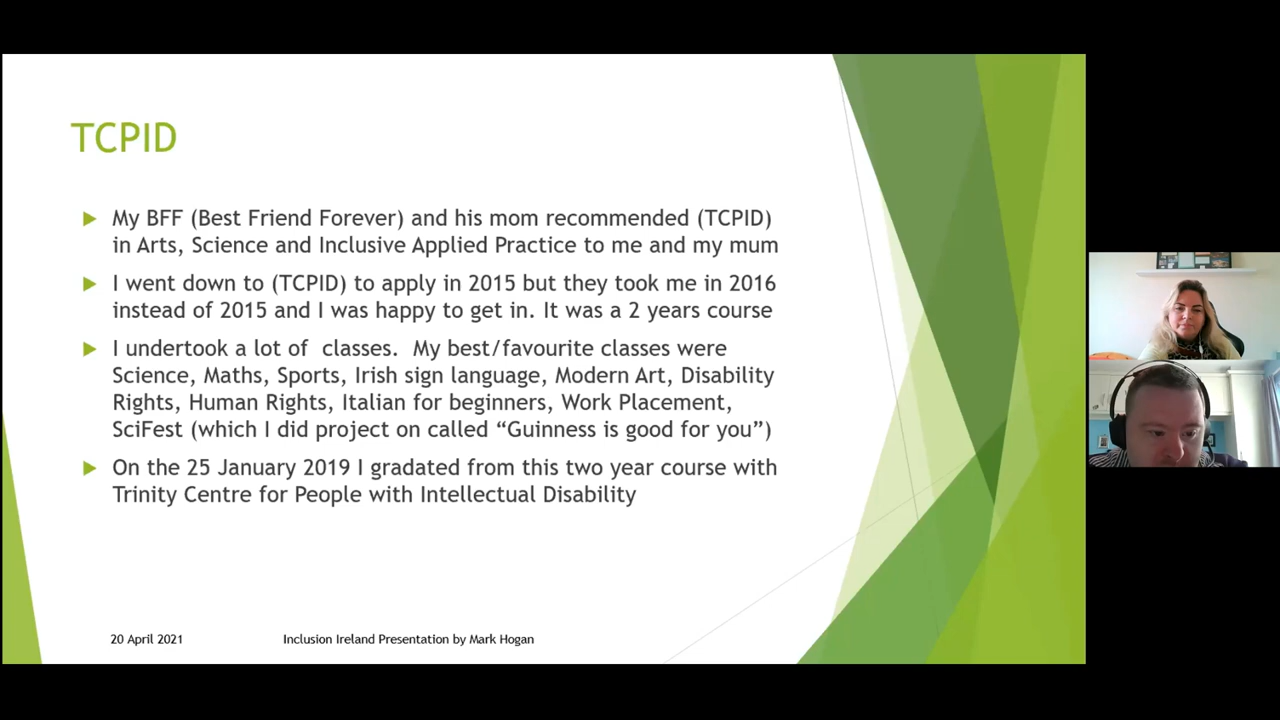 TCPID
My BFF (Best Friend Forever) and his mom recommended (TCPID)
in Arts, Science and Inclusive Applied Practice to me and my mum
I went down to (TCPID) to apply in 2015 but they took me in 2016
instead of 2015 and I was happy to get in. It was a 2 years course
I undertook a lot of  classes.  My best/favourite classes were
Science, Maths, Sports, Irish sign language, Modern Art, Disability
Rights, Human Rights, Italian for beginners, Work Placement,
SciFest (which I did project on called “Guinness is good for you”)
On the 25 January 2019 I gradated from this two year course with
Trinity Centre for People with Intellectual Disability
20 April 2021
Inclusion Ireland Presentation by Mark Hogan